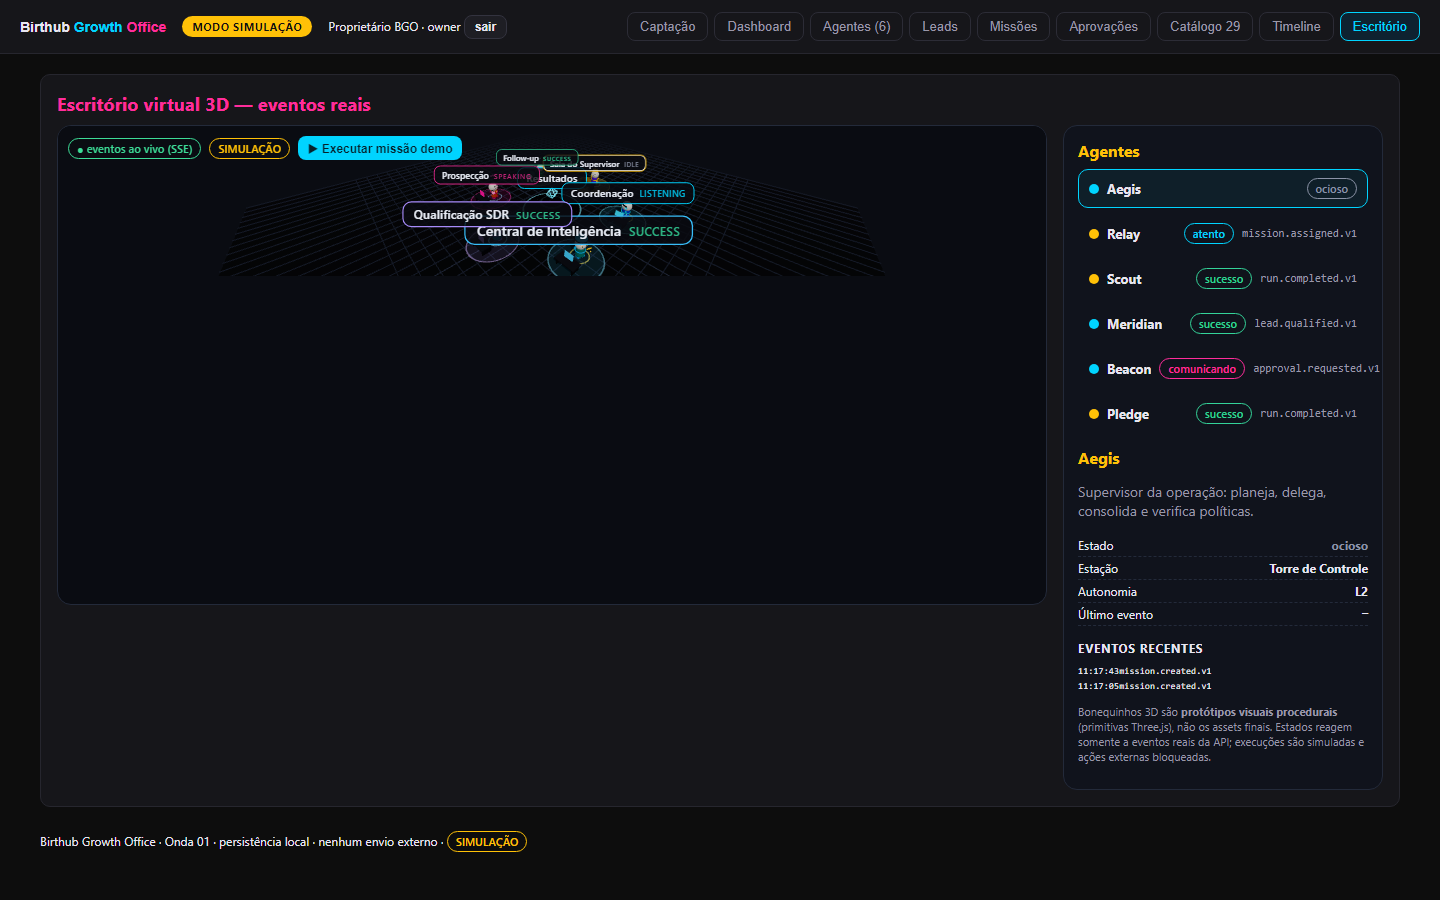 Birthub Growth Office MODO SIMULAÇÃO Proprietário BGO · owner sair Captação Dashboard Agentes (6) Leads Missões Aprovações Catálogo 29 Timeline Escritório
Escritório virtual 3D — eventos reais
● eventos ao vivo (SSE) SIMULAÇÃO ▶ Executar missão demo
Follow-up SUCCESS
Supervisor IDLE
Prospecção SPEAKING
Coordenação LISTENING
Qualificação SDR SUCCESS
Central de Inteligência SUCCESS
Agentes
Aegis ocioso
Relay atento mission.assigned.v1
Scout sucesso run.completed.v1
Meridian sucesso lead.qualified.v1
Beacon comunicando approval.requested.v1
Pledge sucesso run.completed.v1
Aegis
Supervisor da operação: planeja, delega,
consolida e verifica políticas.
Estado ocioso
Estação Torre de Controle
Autonomia L2
Último evento —
EVENTOS RECENTES
11:17:43mission.created.v1
11:17:05mission.created.v1
Bonequinhos 3D são protótipos visuais procedurais
(primitivas Three.js), não os assets finais. Estados reagem
somente a eventos reais da API; execuções são simuladas e
ações externas bloqueadas.
Birthub Growth Office · Onda 01 · persistência local · nenhum envio externo · SIMULAÇÃO